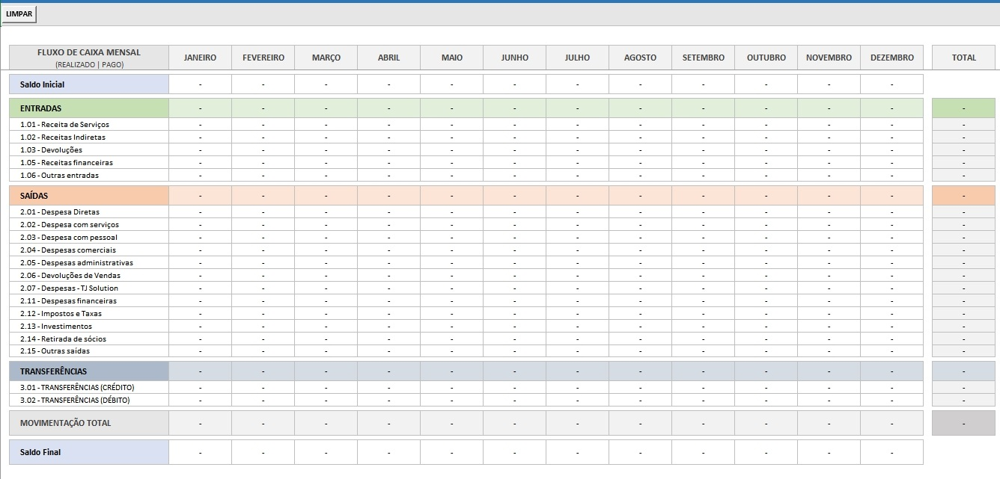 LIMPAR
FLUXO DE CAIXA MENSAL
(REALIZADO | PAGO)
JANEIRO FEVEREIRO MARÇO ABRIL MAIO JUNHO JULHO AGOSTO SETEMBRO OUTUBRO NOVEMBRO DEZEMBRO TOTAL
Saldo Inicial - - - - - - - - - - - -
ENTRADAS - - - - - - - - - - - - -
1.01 - Receita de Serviços - - - - - - - - - - - - -
1.02 - Receitas Indiretas - - - - - - - - - - - - -
1.03 - Devoluções - - - - - - - - - - - - -
1.05 - Receitas financeiras - - - - - - - - - - - - -
1.06 - Outras entradas - - - - - - - - - - - - -
SAÍDAS - - - - - - - - - - - - -
2.01 - Despesa Diretas - - - - - - - - - - - - -
2.02 - Despesa com serviços - - - - - - - - - - - - -
2.03 - Despesa com pessoal - - - - - - - - - - - - -
2.04 - Despesas comerciais - - - - - - - - - - - - -
2.05 - Despesas administrativas - - - - - - - - - - - - -
2.06 - Devoluções de Vendas - - - - - - - - - - - - -
2.07 - Despesas - TJ Solution - - - - - - - - - - - - -
2.11 - Despesas financeiras - - - - - - - - - - - - -
2.12 - Impostos e Taxas - - - - - - - - - - - - -
2.13 - Investimentos - - - - - - - - - - - - -
2.14 - Retirada de sócios - - - - - - - - - - - - -
2.15 - Outras saídas - - - - - - - - - - - - -
TRANSFERÊNCIAS - - - - - - - - - - - - -
3.01 - TRANSFERÊNCIAS (CRÉDITO) - - - - - - - - - - - - -
3.02 - TRANSFERÊNCIAS (DÉBITO) - - - - - - - - - - - - -
MOVIMENTAÇÃO TOTAL - - - - - - - - - - - - -
Saldo Final - - - - - - - - - - - -